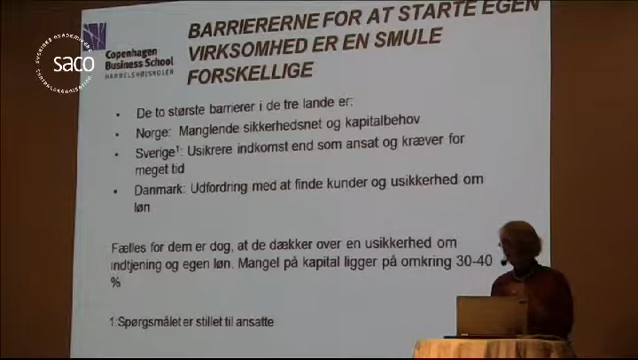 BARRIERERNE FOR AT STARTE EGEN
VIRKSOMHED ER EN SMULE
FORSKELLIGE
Copenhagen
Business School
HANDELSHØJSKOLEN
saco
• De to største barrierer i de tre lande er:
• Norge: Manglende sikkerhedsnet og kapitalbehov
• Sverige¹: Usikrere indkomst end som ansat og kræver for
meget tid
• Danmark: Udfordring med at finde kunder og usikkerhed om
løn
Fælles for dem er dog, at de dækker over en usikkerhed om
indtjening og egen løn. Mangel på kapital ligger på omkring 30-40
%
1 Spørgsmålet er stillet til ansatte